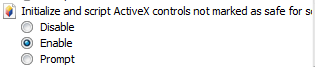 Initialize and script ActiveX controls not marked as safe for s
Disable
Enable
Prompt